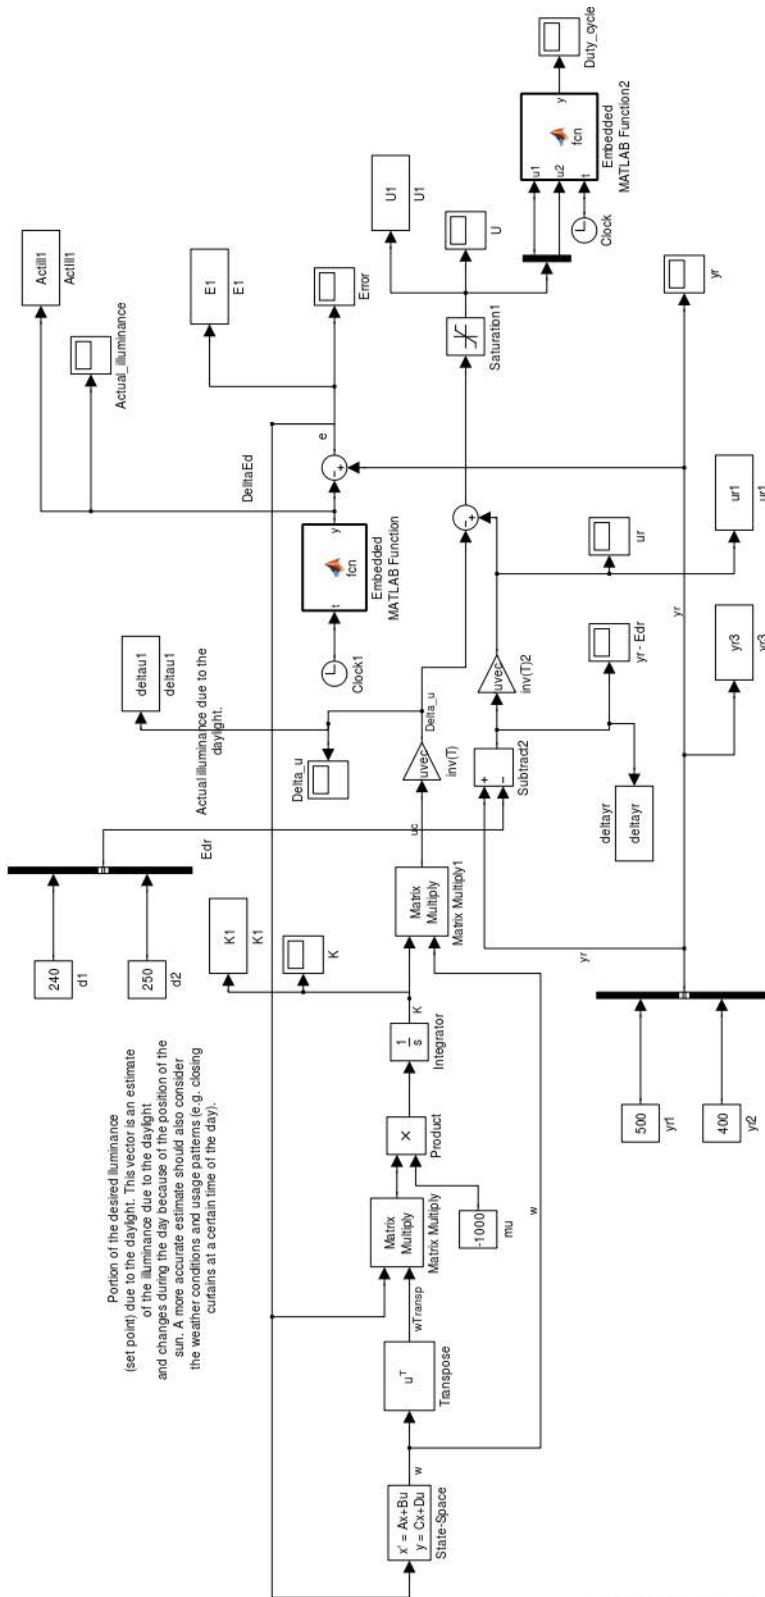 Portion of the desired iluminance
(set point) due to the daylight. This vector is an estimate
of the illuminance due to the daylight
and changes during the day because of the position of the
sun. A more accurate estimate should also consider
the weather conditions and usage patterns (e.g. closing
curtains at a certain time of the day).
240
d1
250
d2
Edr
Actual illuminance due to the
daylight.
deltau1
deltau1
Delta_u
Delta_u
Actill1
Actill1
Actual_illuminance
E1
E1
Error
DelltaEd
e
-
+
t
fcn
y
Embedded
MATLAB Function
Clock1
K1
K1
K
K
x' = Ax+Bu
y = Cx+Du
State-Space
w
u
T
Transpose
wTransp
Matrix
Multiply
Matrix Multiply
-1000
mu
×
Product
1
s
Integrator
Matrix
Multiply
Matrix Multiply1
uc
uvec
inv(T)
w
-
+
Saturation1
U1
U1
U
u1
u2
t
fcn
y
Embedded
MATLAB Function2
Clock
Duty_cycle
+
-
Subtract2
uvec
inv(T)2
deltayr
deltayr
yr - Edr
ur
ur1
ur1
500
yr1
400
yr2
yr
yr
yr3
yr3
yr